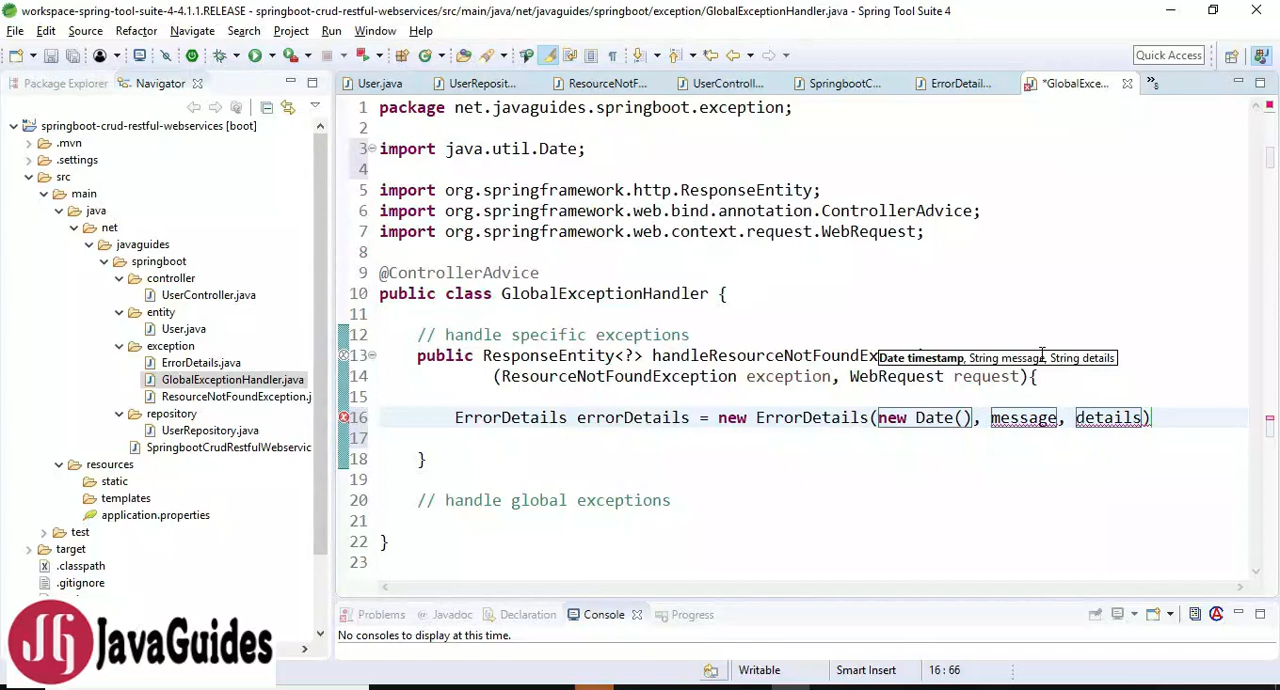 workspace-spring-tool-suite-4-4.1.1.RELEASE - springboot-crud-restful-webservices/src/main/java/net/javaguides/springboot/exception/GlobalExceptionHandler.java - Spring Tool Suite 4
File Edit Source Refactor Navigate Search Project Run Window Help
Quick Access
Package Explorer Navigator
User.java UserReposit... ResourceNotF... UserControll... SpringbootC... ErrorDetail... *GlobalExce...
springboot-crud-restful-webservices [boot]
.mvn
.settings
src
main
java
net
javaguides
springboot
controller
UserController.java
entity
User.java
exception
ErrorDetails.java
GlobalExceptionHandler.java
ResourceNotFoundException.j
repository
UserRepository.java
SpringbootCrudRestfulWebservic
resources
static
templates
application.properties
test
target
.classpath
.gitignore
1 package net.javaguides.springboot.exception;
2
3 import java.util.Date;
4
5 import org.springframework.http.ResponseEntity;
6 import org.springframework.web.bind.annotation.ControllerAdvice;
7 import org.springframework.web.context.request.WebRequest;
8
9 @ControllerAdvice
10 public class GlobalExceptionHandler {
11
12 // handle specific exceptions
13 public ResponseEntity<?> handleResourceNotFoundEx
Date timestamp, String message, String details
14 (ResourceNotFoundException exception, WebRequest request){
15
16 ErrorDetails errorDetails = new ErrorDetails(new Date(), message, details)
17
18 }
19
20 // handle global exceptions
21
22 }
23
Problems Javadoc Declaration Console Progress
No consoles to display at this time.
JG JavaGuides
Writable Smart Insert 16 : 66